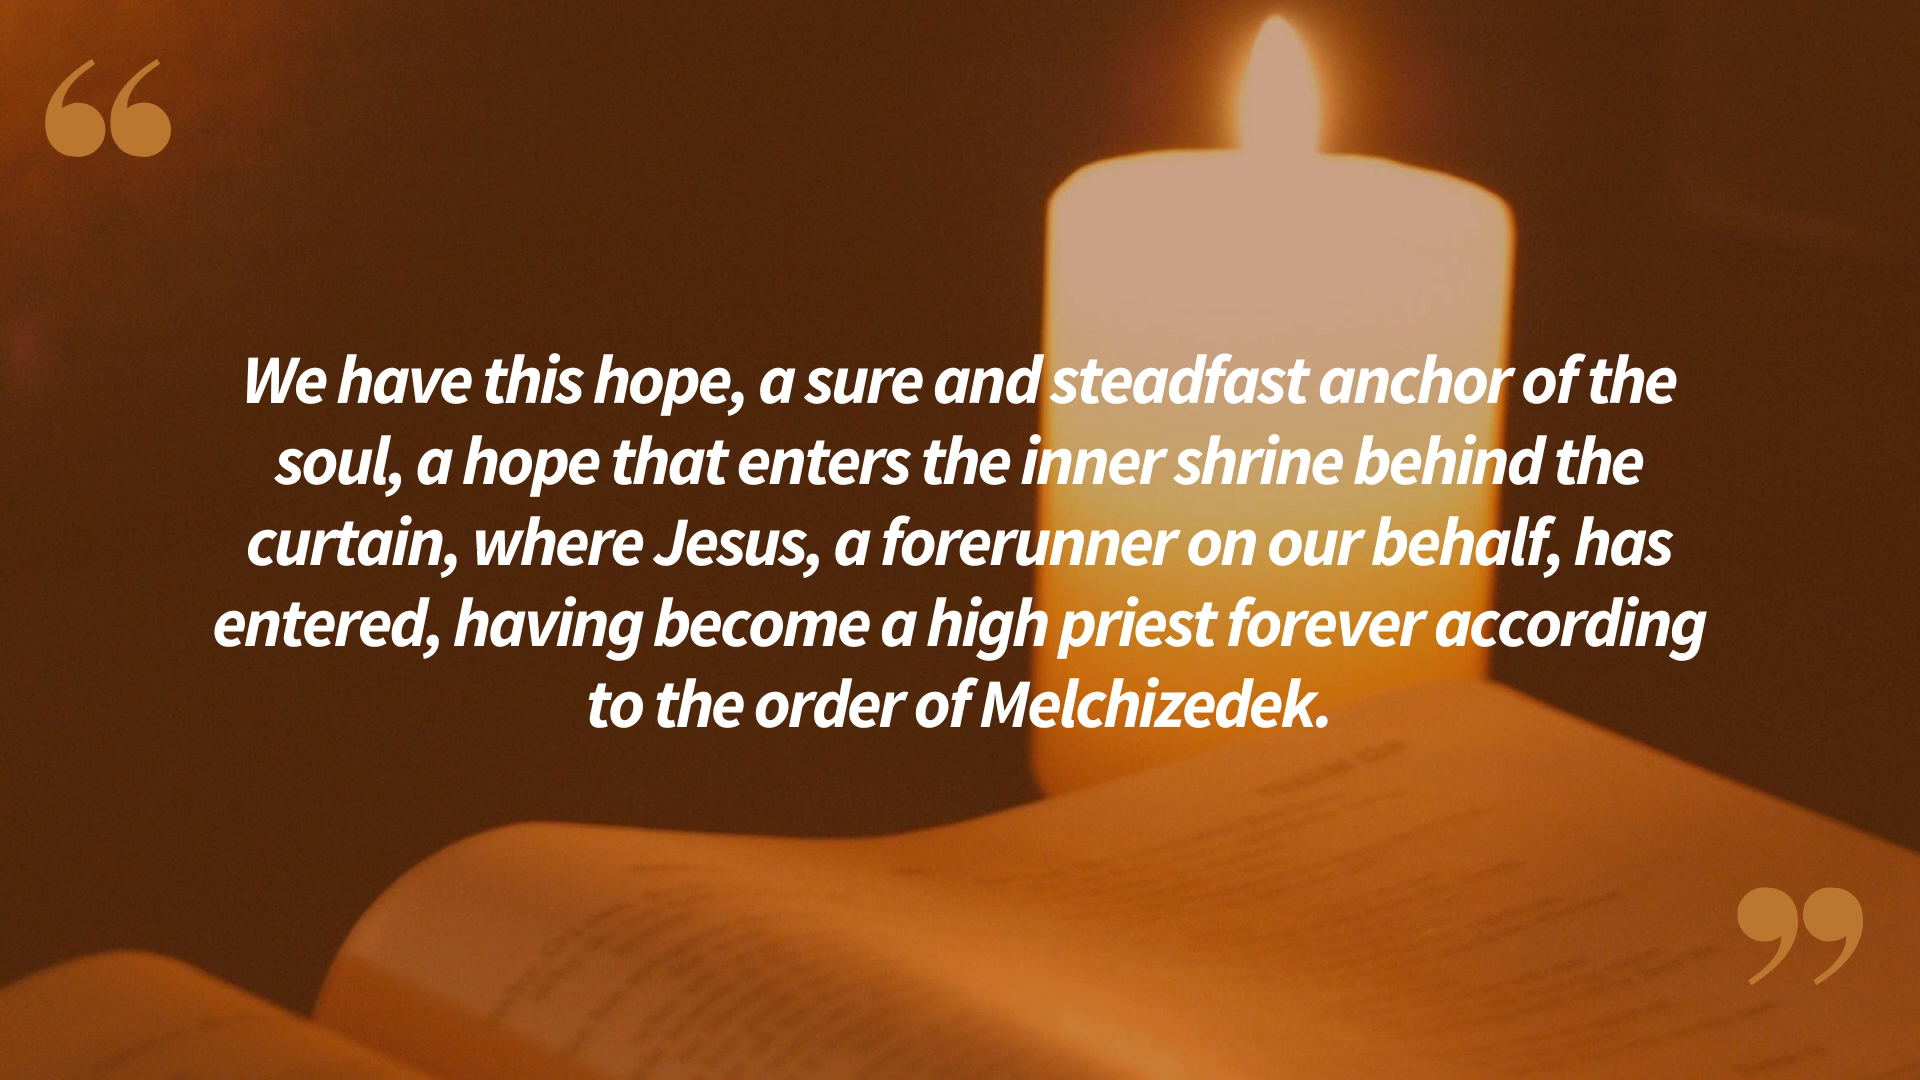 “
We have this hope, a sure and steadfast anchor of the
soul, a hope that enters the inner shrine behind the
curtain, where Jesus, a forerunner on our behalf, has
entered, having become a high priest forever according
to the order of Melchizedek.
”